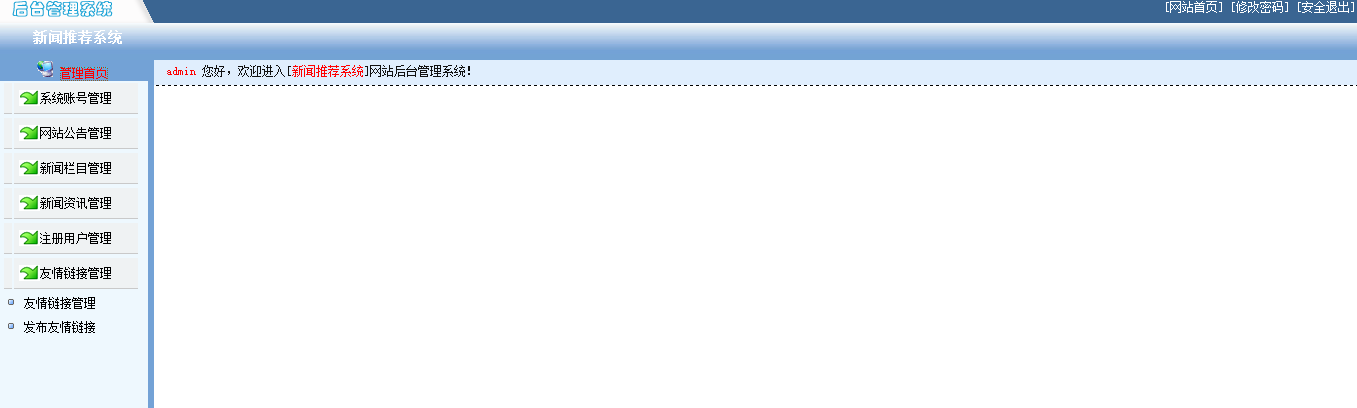 后台管理系统
[网站首页] [修改密码] [安全退出]
新闻推荐系统
管理首页
admin 您好，欢迎进入[新闻推荐系统]网站后台管理系统!
系统账号管理
网站公告管理
新闻栏目管理
新闻资讯管理
注册用户管理
友情链接管理
友情链接管理
发布友情链接